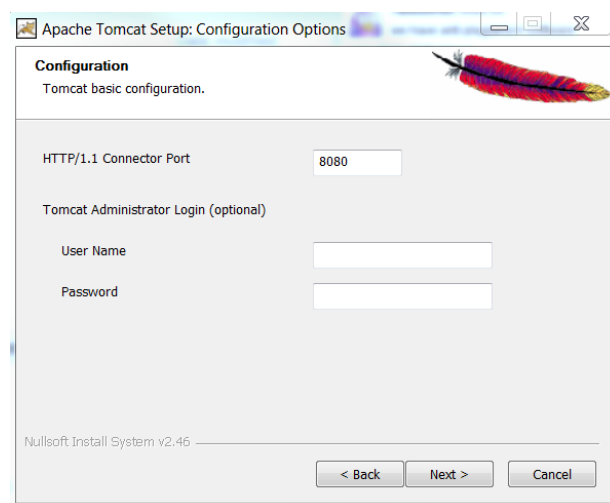 Apache Tomcat Setup: Configuration Options
Configuration
Tomcat basic configuration.
HTTP/1.1 Connector Port
8080
Tomcat Administrator Login (optional)
User Name
Password
Nullsoft Install System v2.46
< Back
Next >
Cancel